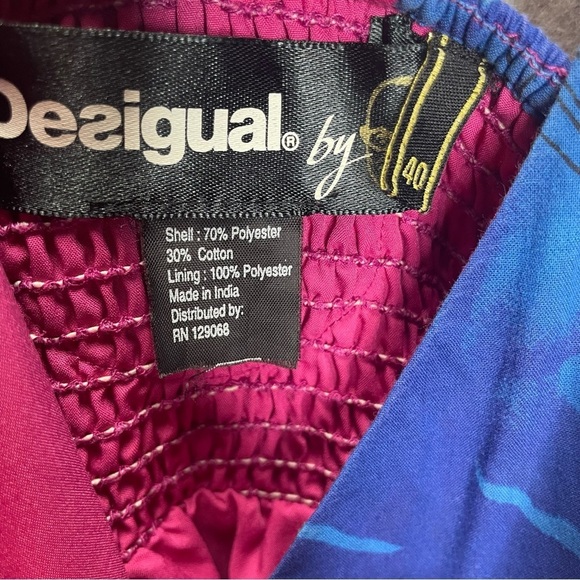 Desigual® by
40
Shell : 70% Polyester
30% Cotton
Lining : 100% Polyester
Made in India
Distributed by:
RN 129068